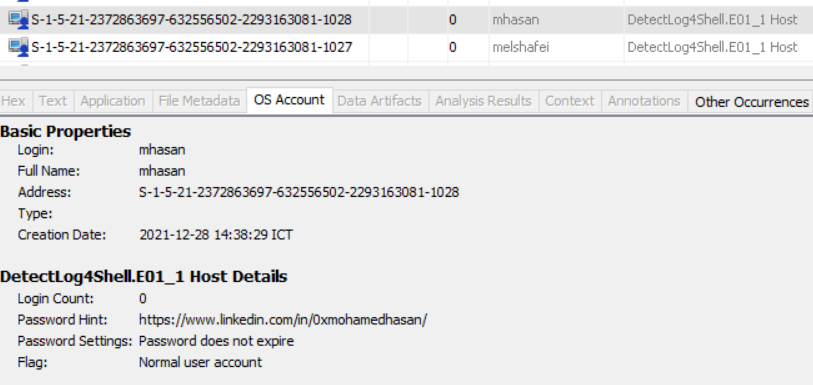 S-1-5-21-2372863697-632556502-2293163081-1028 0 mhasan DetectLog4Shell.E01_1 Host
S-1-5-21-2372863697-632556502-2293163081-1027 0 melshafei DetectLog4Shell.E01_1 Host
Hex Text Application File Metadata OS Account Data Artifacts Analysis Results Context Annotations Other Occurrences
Basic Properties
Login: mhasan
Full Name: mhasan
Address: S-1-5-21-2372863697-632556502-2293163081-1028
Type:
Creation Date: 2021-12-28 14:38:29 ICT
DetectLog4Shell.E01_1 Host Details
Login Count: 0
Password Hint: https://www.linkedin.com/in/0xmohamedhasan/
Password Settings: Password does not expire
Flag: Normal user account